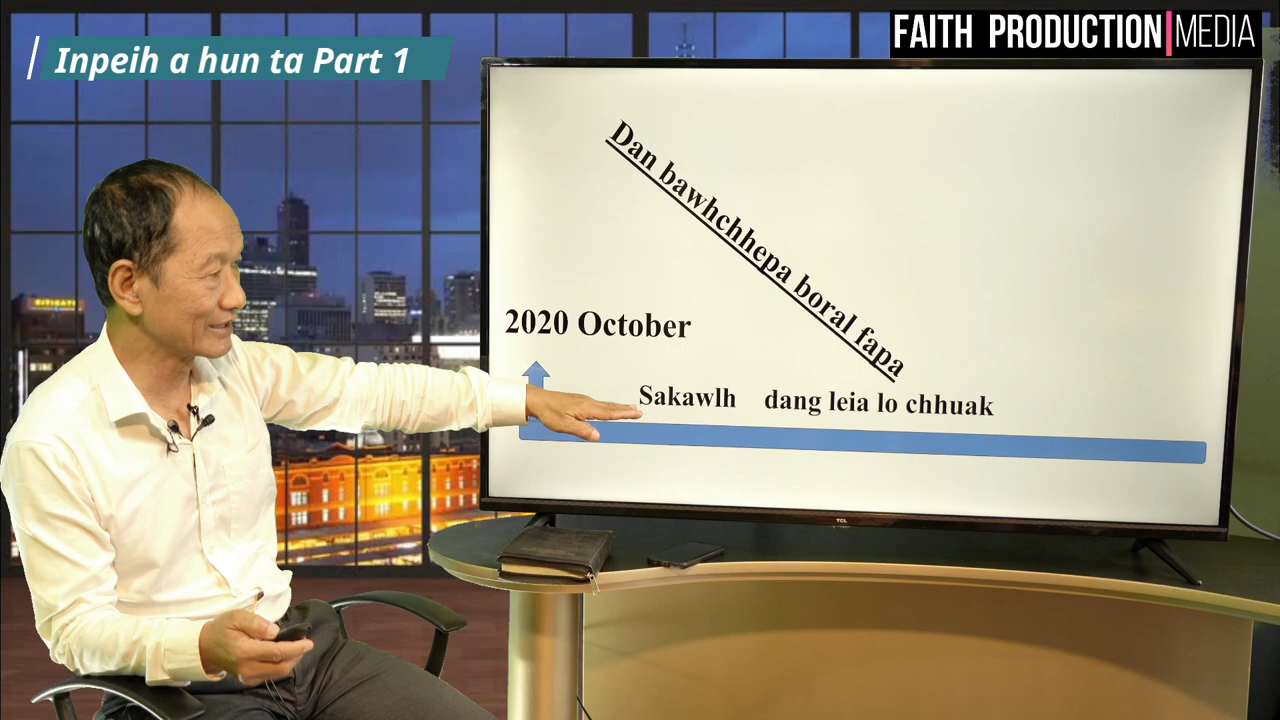 FAITH PRODUCTION|MEDIA
Inpeih a hun ta Part 1
Dan bawhchhepa boral fapa
2020 October
Sakawlh dang leia lo chhuak
TCL